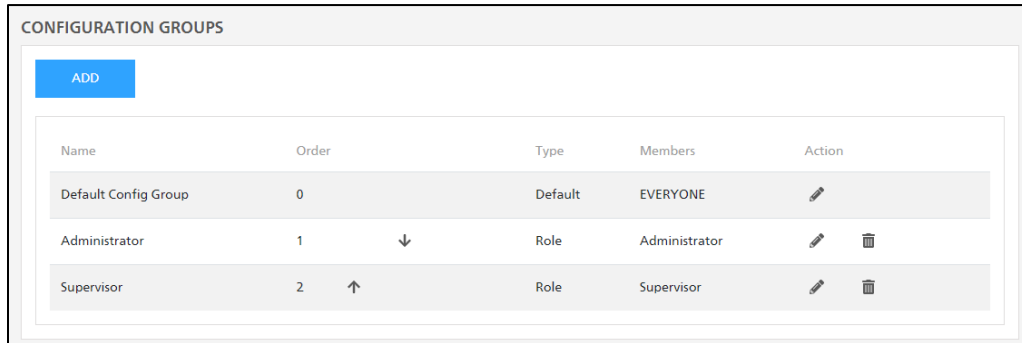 CONFIGURATION GROUPS
ADD
Name Order Type Members Action
Default Config Group 0 Default EVERYONE
Administrator 1 Role Administrator
Supervisor 2 Role Supervisor